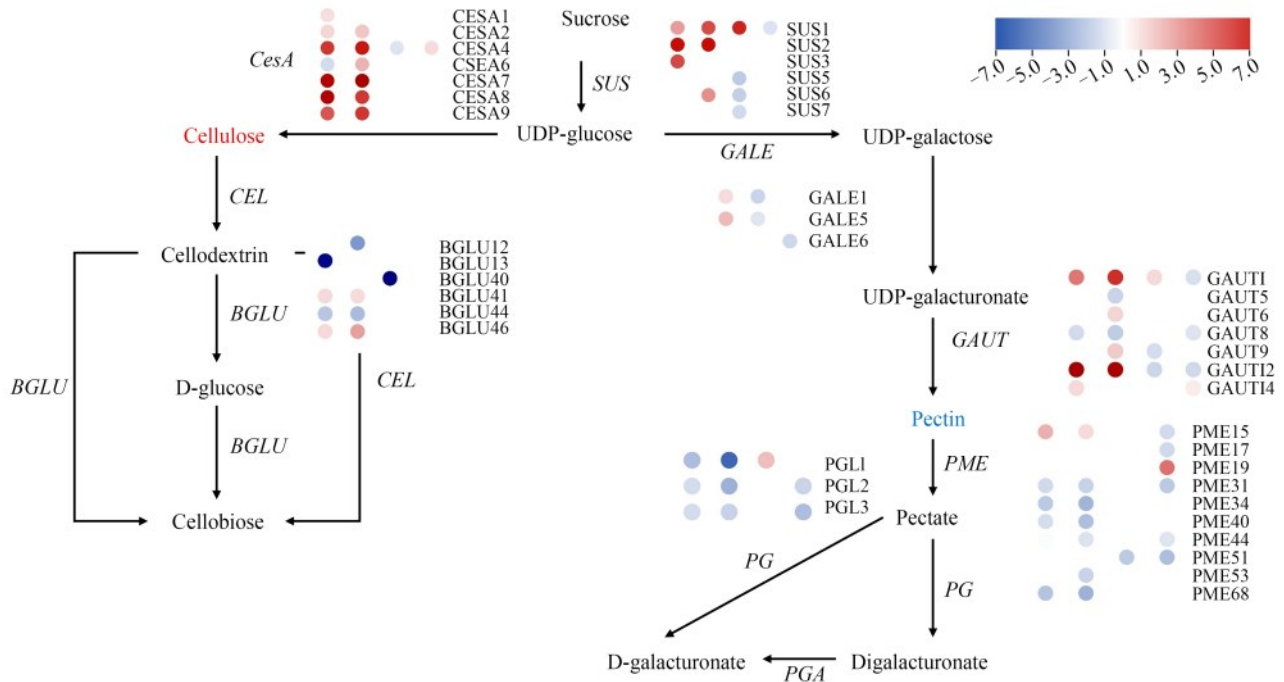 CESA1
CESA2
CESA4
CSEA6
CESA7
CESA8
CESA9
CesA
Sucrose
SUS
SUS1
SUS2
SUS3
SUS5
SUS6
SUS7
−7.0 −5.0 −3.0 −1.0 1.0 3.0 5.0 7.0
Cellulose
UDP-glucose
GALE
UDP-galactose
CEL
GALE1
GALE5
GALE6
Cellodextrin
BGLU12
BGLU13
BGLU40
BGLU41
BGLU44
BGLU46
BGLU
UDP-galacturonate
GAUTI
GAUT5
GAUT6
GAUT8
GAUT9
GAUTI2
GAUTI4
GAUT
BGLU
D-glucose
CEL
BGLU
Cellobiose
Pectin
PME
PME15
PME17
PME19
PME31
PME34
PME40
PME44
PME51
PME53
PME68
PGL1
PGL2
PGL3
Pectate
PG
PG
D-galacturonate
PGA
Digalacturonate